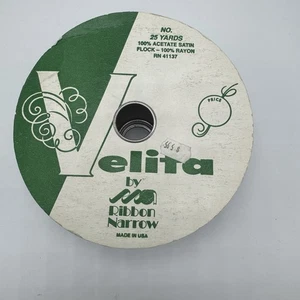 NO.
25 YARDS
100% ACETATE SATIN
FLOCK – 100% RAYON
RN 41137
PRICE
Velita
by
Ribbon
Narrow
MADE IN USA